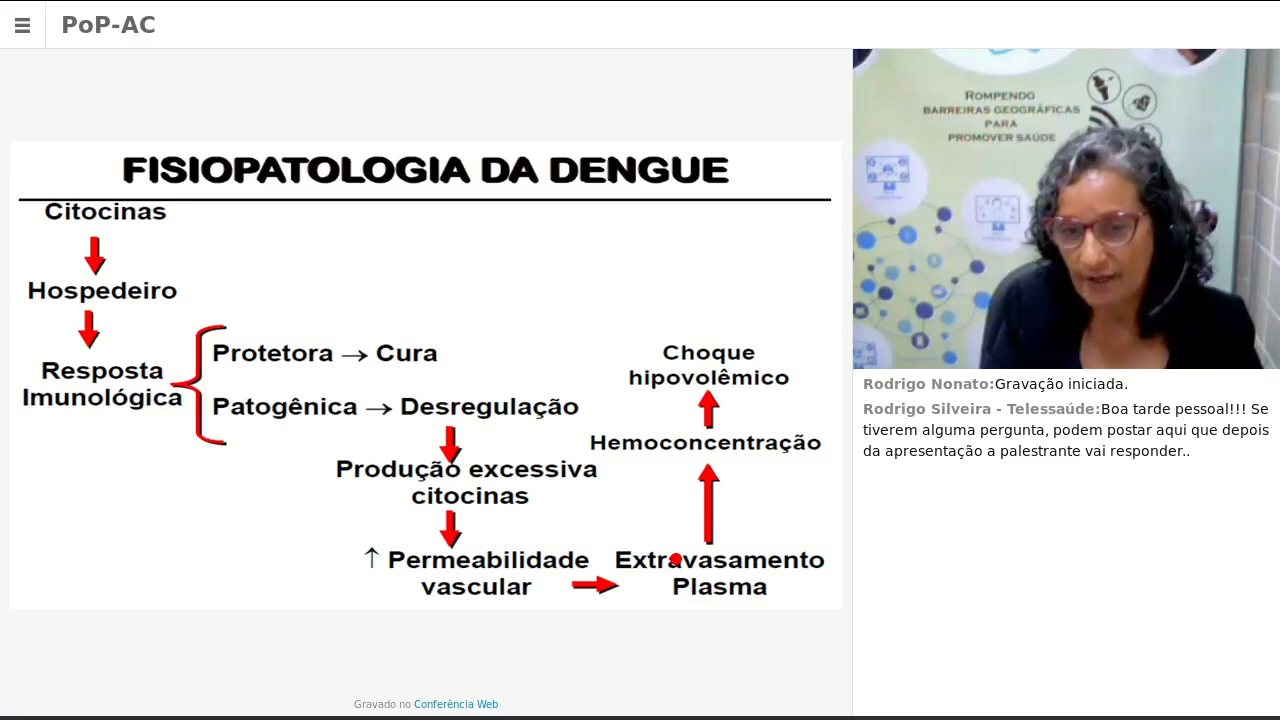 PoP-AC
FISIOPATOLOGIA DA DENGUE
Citocinas
Hospedeiro
Resposta
Imunológica
Protetora → Cura
Patogênica → Desregulação
Produção excessiva
citocinas
↑ Permeabilidade
vascular
Extravasamento
Plasma
Hemoconcentração
Choque
hipovolêmico
Gravado no Conferência Web
ROMPENDO
BARREIRAS GEOGRÁFICAS
PARA
PROMOVER SAÚDE
Rodrigo Nonato:Gravação iniciada.
Rodrigo Silveira - Telessaúde:Boa tarde pessoal!!! Se
tiverem alguma pergunta, podem postar aqui que depois
da apresentação a palestrante vai responder..